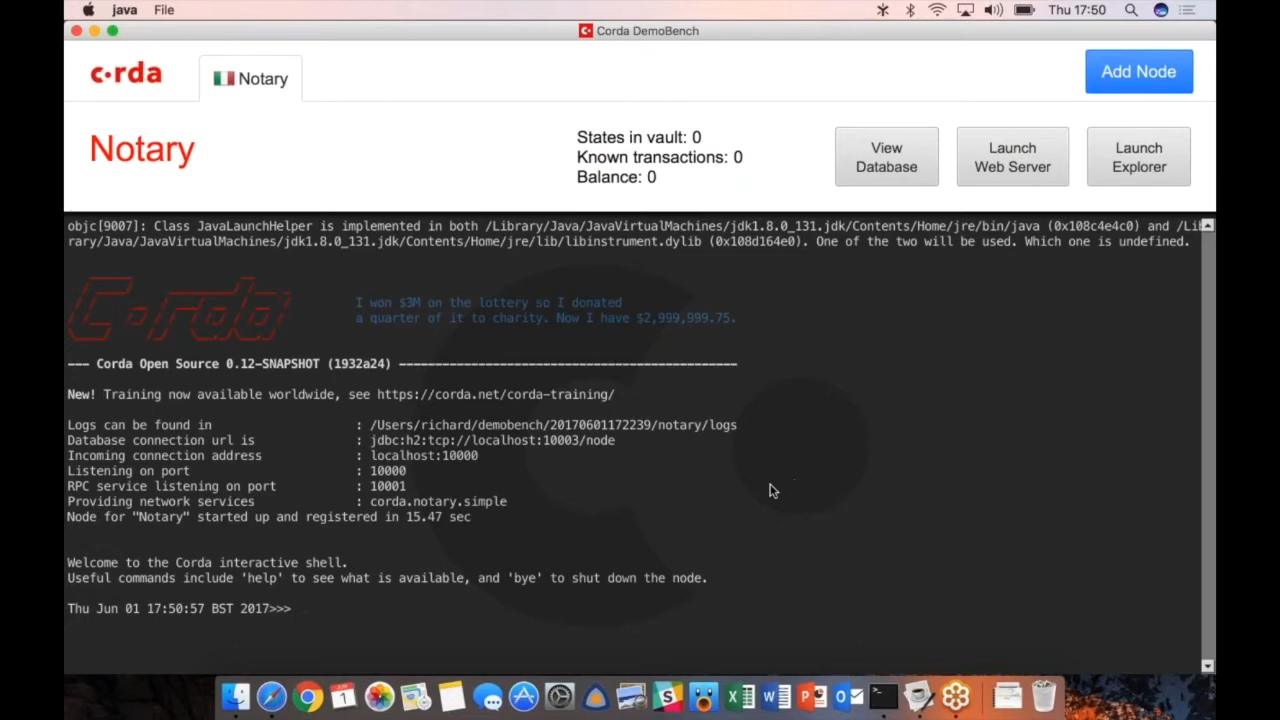 java File Thu 17:50
Corda DemoBench
c·rda Notary Add Node
Notary
States in vault: 0
Known transactions: 0
Balance: 0
View Database
Launch Web Server
Launch Explorer
objc[9007]: Class JavaLaunchHelper is implemented in both /Library/Java/JavaVirtualMachines/jdk1.8.0_131.jdk/Contents/Home/jre/bin/java (0x108c4e4c0) and /Lib
rary/Java/JavaVirtualMachines/jdk1.8.0_131.jdk/Contents/Home/jre/lib/libinstrument.dylib (0x108d164e0). One of the two will be used. Which one is undefined.
C·rda
I won $3M on the lottery so I donated
a quarter of it to charity. Now I have $2,999,999.75.
--- Corda Open Source 0.12-SNAPSHOT (1932a24) -----------------------------------------------
New! Training now available worldwide, see https://corda.net/corda-training/
Logs can be found in : /Users/richard/demobench/20170601172239/notary/logs
Database connection url is : jdbc:h2:tcp://localhost:10003/node
Incoming connection address : localhost:10000
Listening on port : 10000
RPC service listening on port : 10001
Providing network services : corda.notary.simple
Node for "Notary" started up and registered in 15.47 sec
Welcome to the Corda interactive shell.
Useful commands include 'help' to see what is available, and 'bye' to shut down the node.
Thu Jun 01 17:50:57 BST 2017>>>